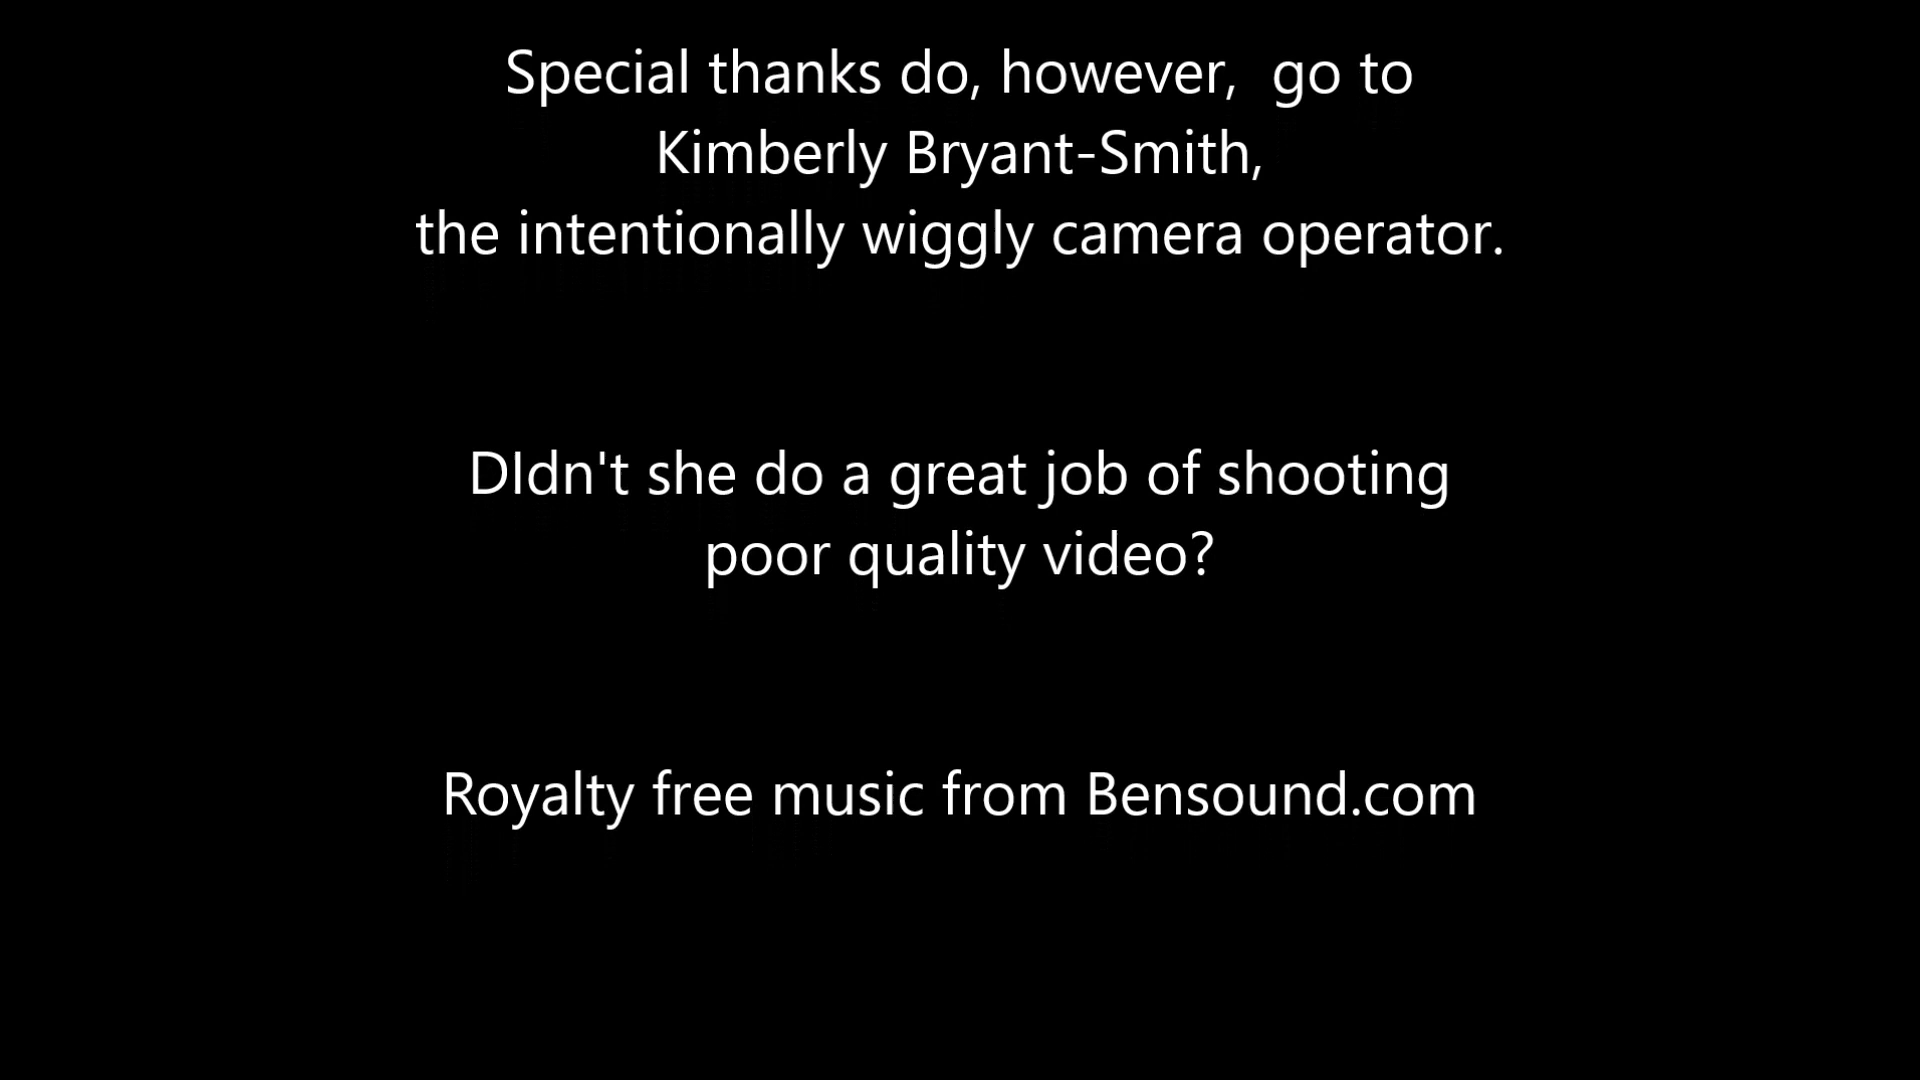 Special thanks do, however,  go to
Kimberly Bryant-Smith,
the intentionally wiggly camera operator.
DIdn't she do a great job of shooting
poor quality video?
Royalty free music from Bensound.com